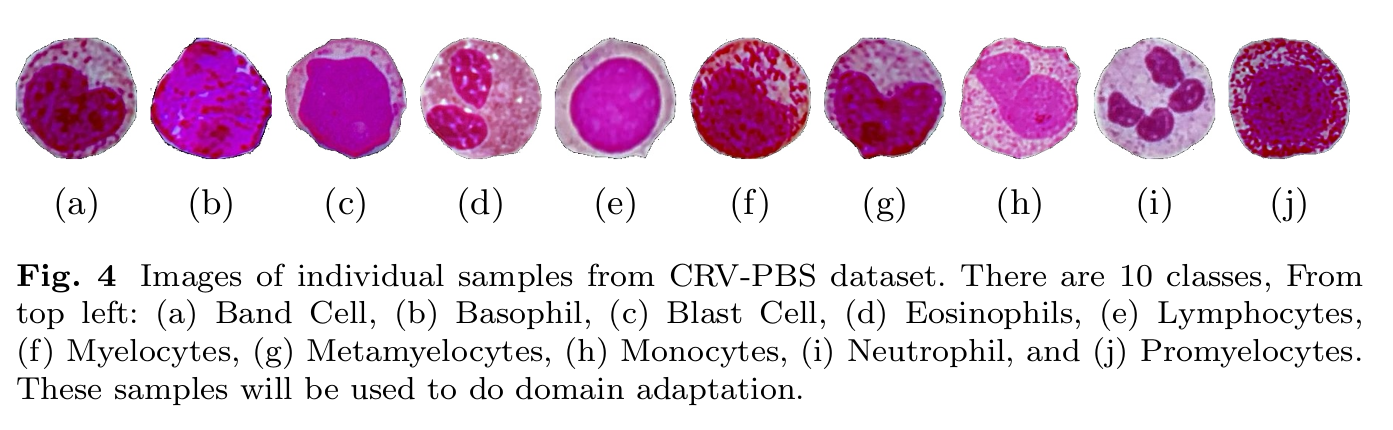 (a) (b) (c) (d) (e) (f) (g) (h) (i) (j)
Fig. 4 Images of individual samples from CRV-PBS dataset. There are 10 classes, From
top left: (a) Band Cell, (b) Basophil, (c) Blast Cell, (d) Eosinophils, (e) Lymphocytes,
(f) Myelocytes, (g) Metamyelocytes, (h) Monocytes, (i) Neutrophil, and (j) Promyelocytes.
These samples will be used to do domain adaptation.